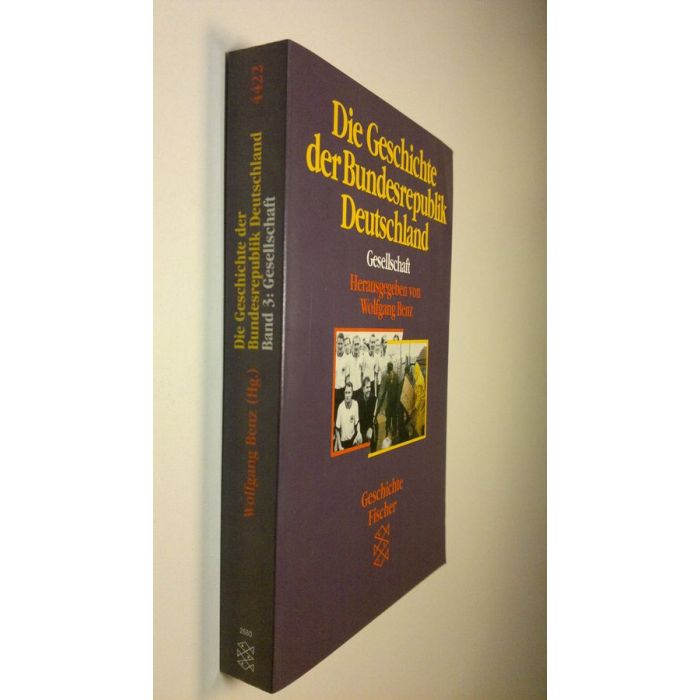 Die Geschichte
der Bundesrepublik
Deutschland
Gesellschaft
Herausgegeben von
Wolfgang Benz
Geschichte
Fischer
Wolfgang Benz (Hg.)
Die Geschichte der
Bundesrepublik Deutschland
Band 3: Gesellschaft
4422
2580